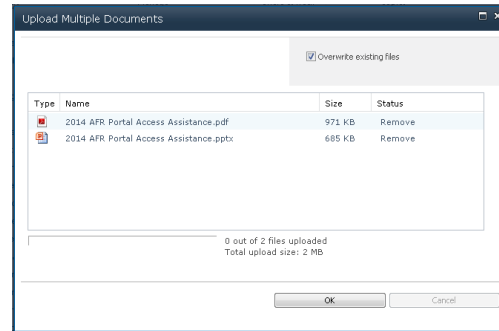 Upload Multiple Documents
Overwrite existing files
Type Name Size Status
2014 AFR Portal Access Assistance.pdf 971 KB Remove
2014 AFR Portal Access Assistance.pptx 685 KB Remove
0 out of 2 files uploaded
Total upload size: 2 MB
OK Cancel